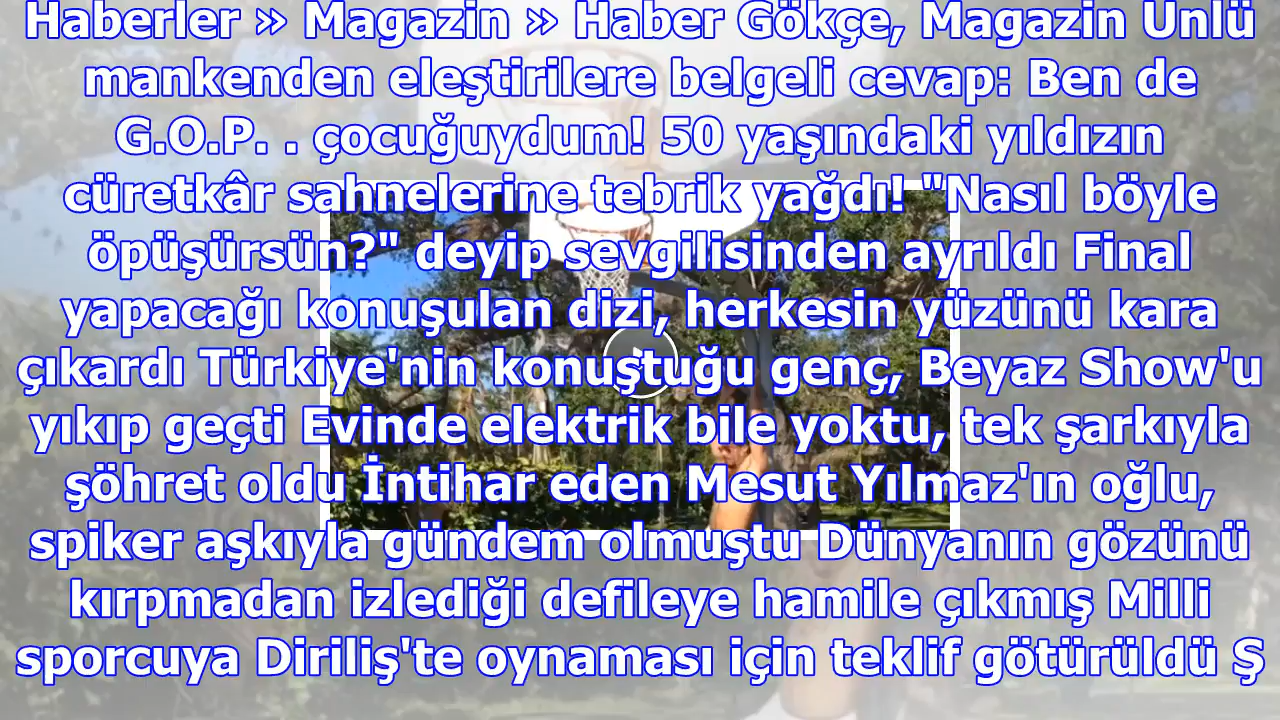 Haberler » Magazin » Haber Gökçe, Magazin Ünlü
mankenden eleştirilere belgeli cevap: Ben de
G.O.P. . çocuğuydum! 50 yaşındaki yıldızın
cüretkâr sahnelerine tebrik yağdı! "Nasıl böyle
öpüşürsün?" deyip sevgilisinden ayrıldı Final
yapacağı konuşulan dizi, herkesin yüzünü kara
çıkardı Türkiye'nin konuştuğu genç, Beyaz Show'u
yıkıp geçti Evinde elektrik bile yoktu, tek şarkıyla
şöhret oldu İntihar eden Mesut Yılmaz'ın oğlu,
spiker aşkıyla gündem olmuştu Dünyanın gözünü
kırpmadan izlediği defileye hamile çıkmış Milli
sporcuya Diriliş'te oynaması için teklif götürüldü Ş